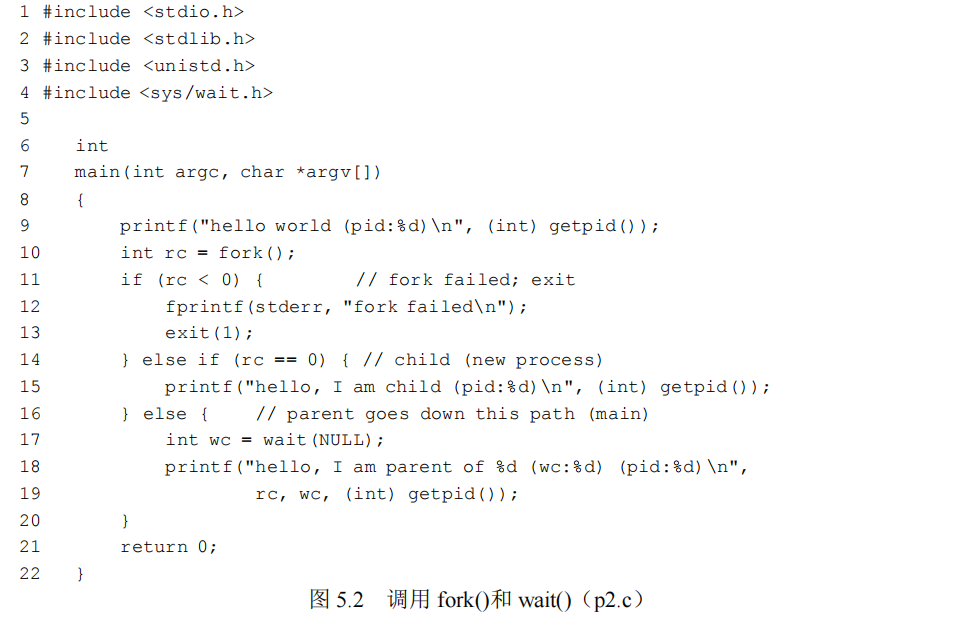 1 #include <stdio.h>
2 #include <stdlib.h>
3 #include <unistd.h>
4 #include <sys/wait.h>
5
6    int
7    main(int argc, char *argv[])
8    {
9        printf("hello world (pid:%d)\n", (int) getpid());
10       int rc = fork();
11       if (rc < 0) {        // fork failed; exit
12           fprintf(stderr, "fork failed\n");
13           exit(1);
14       } else if (rc == 0) { // child (new process)
15           printf("hello, I am child (pid:%d)\n", (int) getpid());
16       } else {    // parent goes down this path (main)
17           int wc = wait(NULL);
18           printf("hello, I am parent of %d (wc:%d) (pid:%d)\n",
19                   rc, wc, (int) getpid());
20       }
21       return 0;
22   }
图 5.2 调用 fork()和 wait()（p2.c）